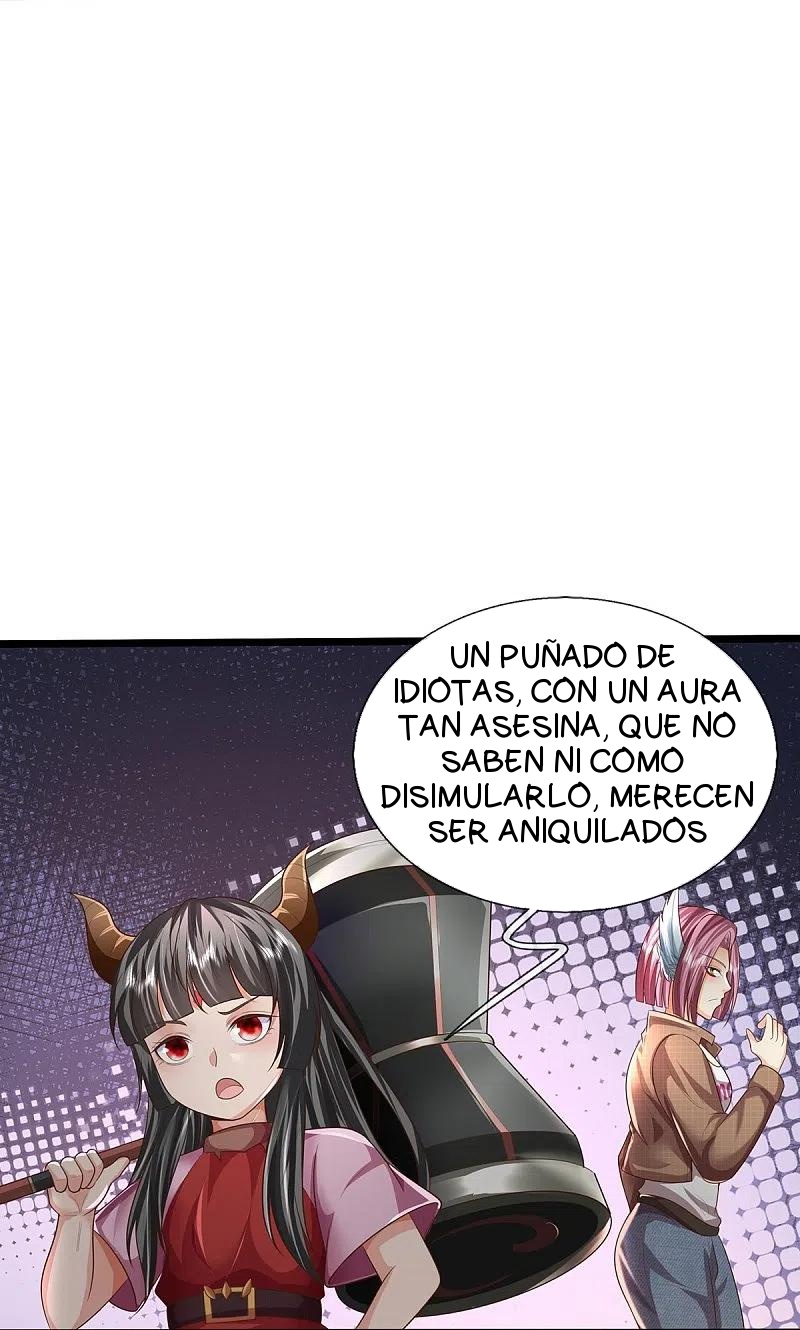 UN PUÑADO DE
IDIOTAS, CON UN AURA
TAN ASESINA, QUE NO
SABEN NI COMO
DISIMULARLO, MERECEN
SER ANIQUILADOS